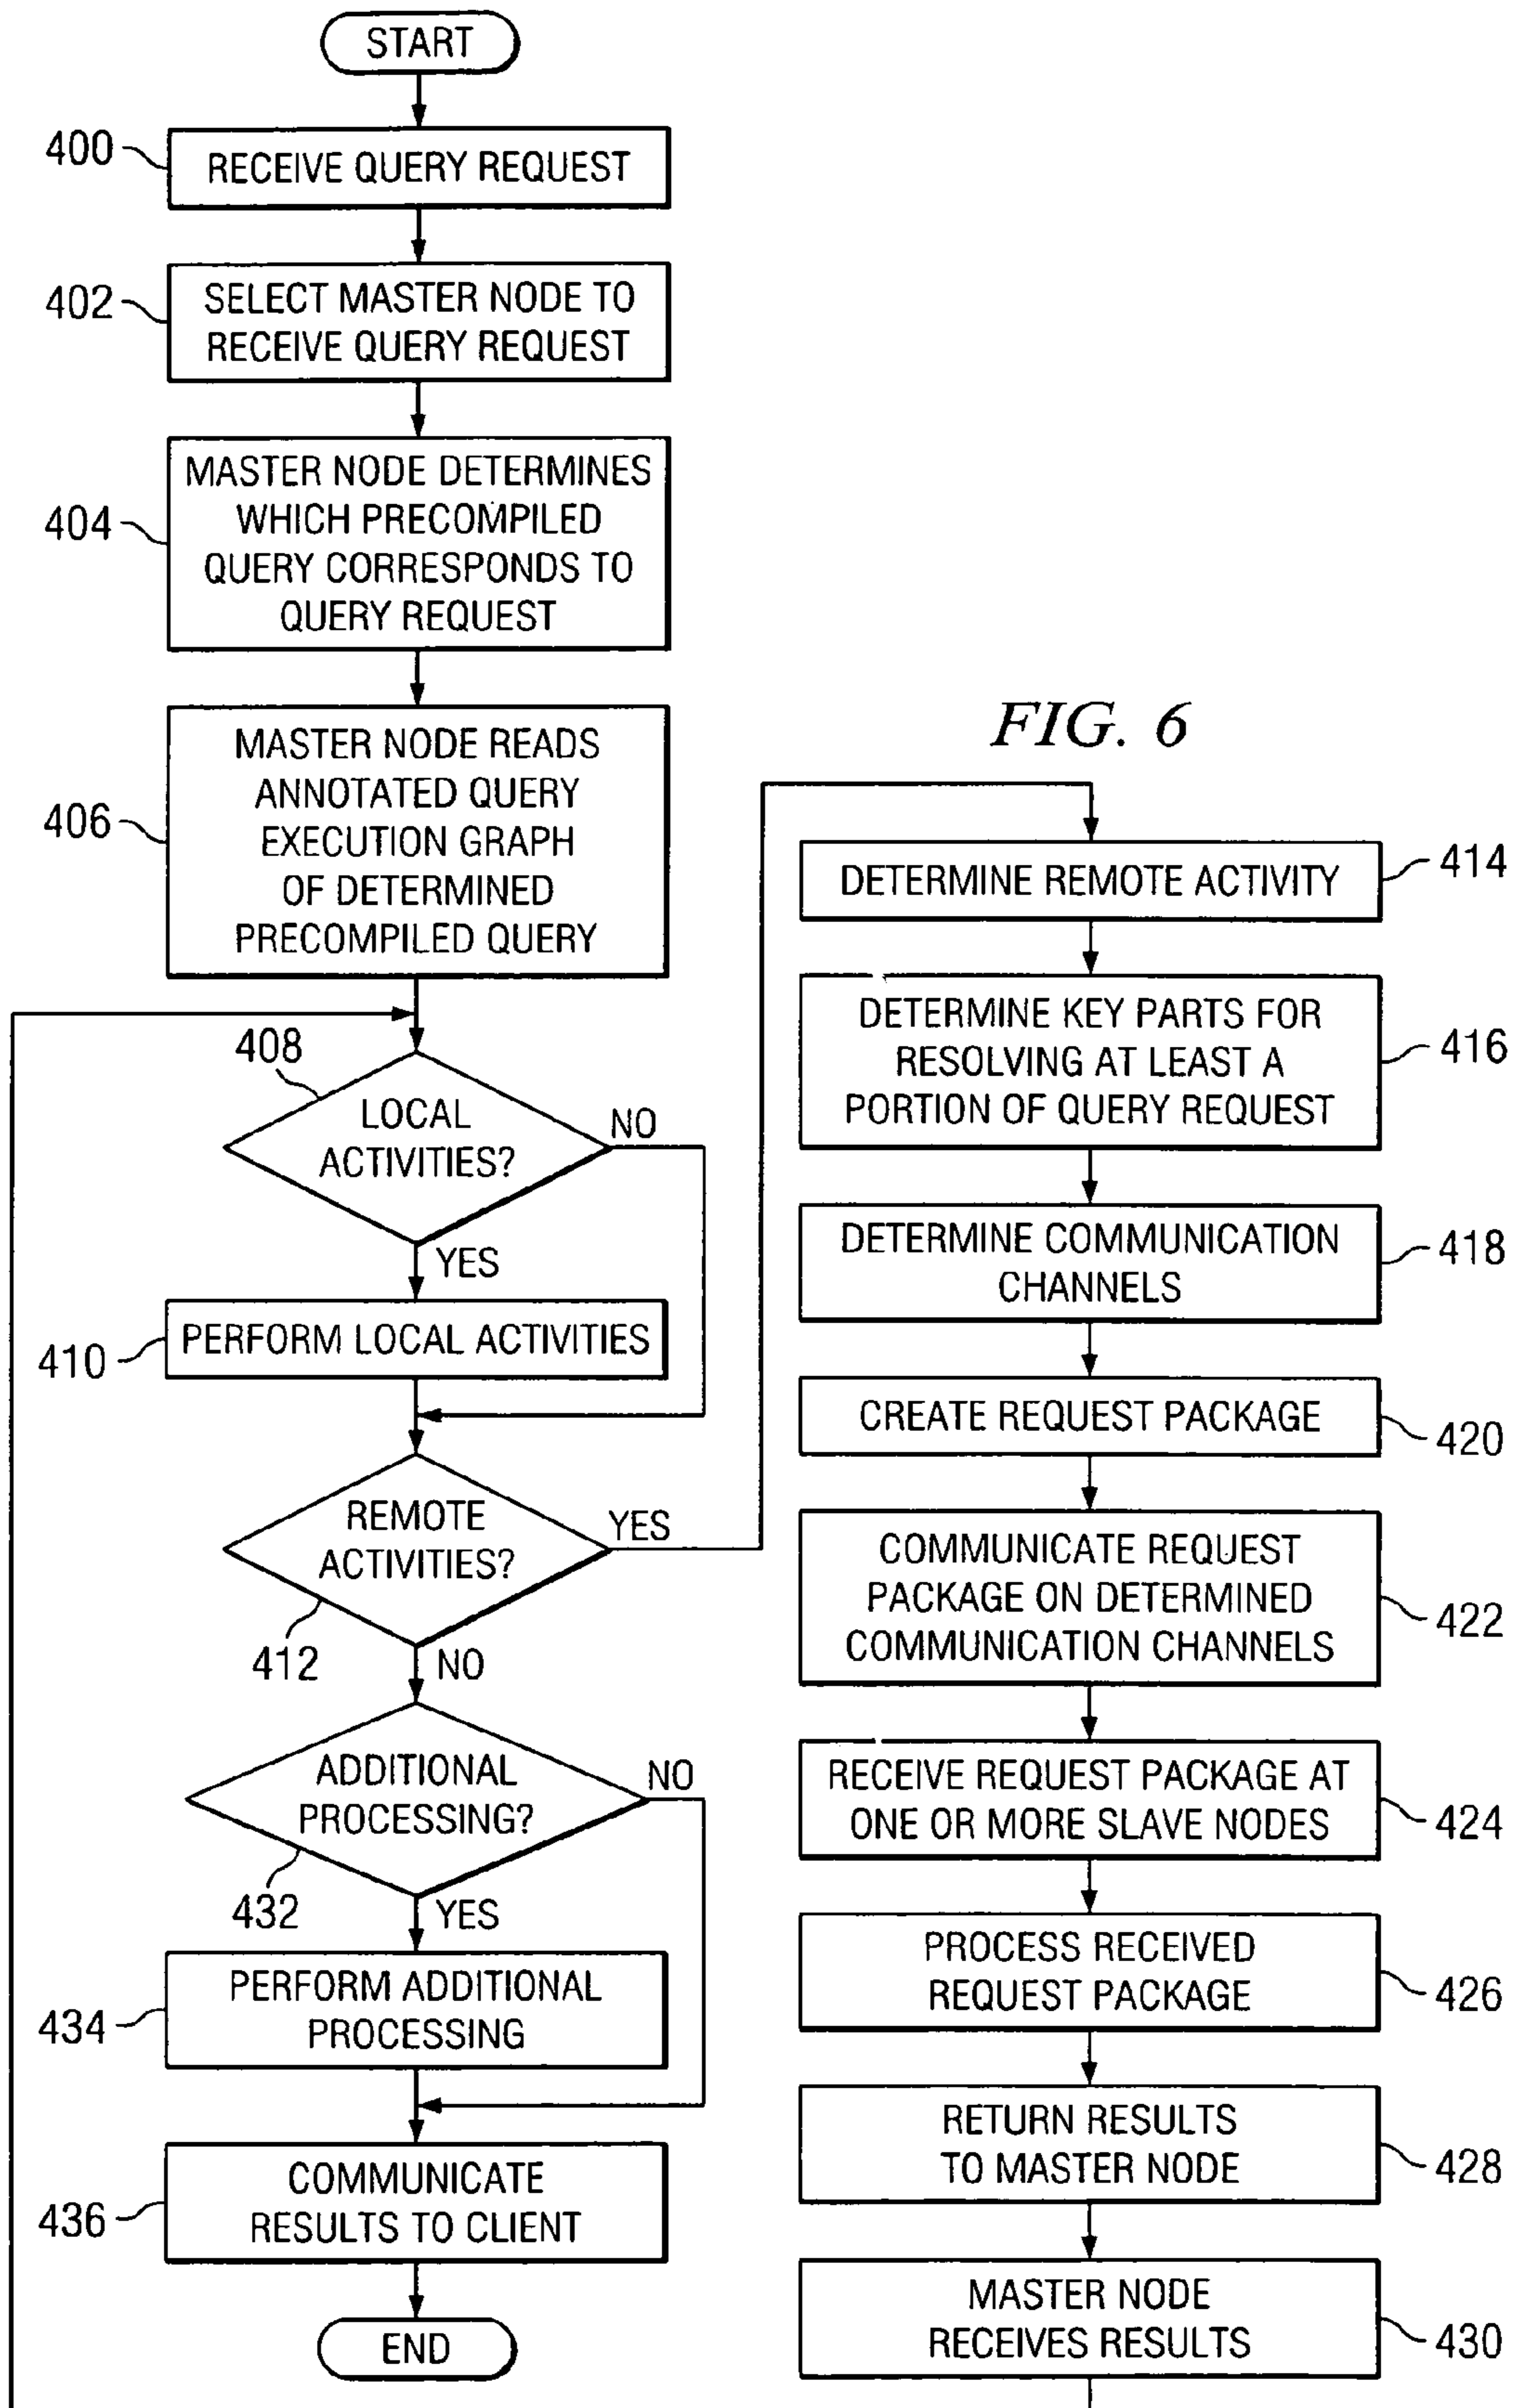 START
400
RECEIVE QUERY REQUEST
402
SELECT MASTER NODE TO
RECEIVE QUERY REQUEST
404
MASTER NODE DETERMINES
WHICH PRECOMPILED
QUERY CORRESPONDS TO
QUERY REQUEST
406
MASTER NODE READS
ANNOTATED QUERY
EXECUTION GRAPH
OF DETERMINED
PRECOMPILED QUERY
408
LOCAL
ACTIVITIES?
NO
YES
410
PERFORM LOCAL ACTIVITIES
REMOTE
ACTIVITIES?
YES
412
NO
ADDITIONAL
PROCESSING?
NO
432
YES
434
PERFORM ADDITIONAL
PROCESSING
436
COMMUNICATE
RESULTS TO CLIENT
END
FIG. 6
DETERMINE REMOTE ACTIVITY
414
DETERMINE KEY PARTS FOR
RESOLVING AT LEAST A
PORTION OF QUERY REQUEST
416
DETERMINE COMMUNICATION
CHANNELS
418
CREATE REQUEST PACKAGE
420
COMMUNICATE REQUEST
PACKAGE ON DETERMINED
COMMUNICATION CHANNELS
422
RECEIVE REQUEST PACKAGE AT
ONE OR MORE SLAVE NODES
424
PROCESS RECEIVED
REQUEST PACKAGE
426
RETURN RESULTS
TO MASTER NODE
428
MASTER NODE
RECEIVES RESULTS
430